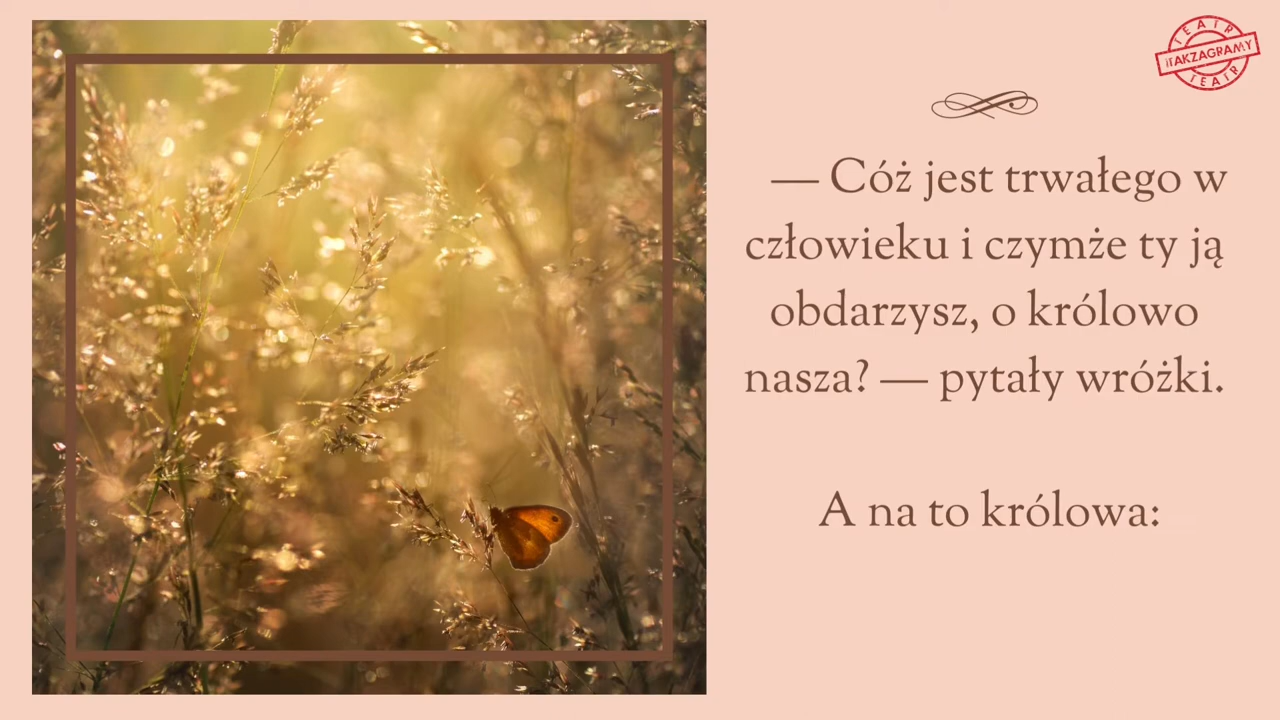 TEATR
ITAKZAGRAMY
TEATR
— Cóż jest trwałego w
człowieku i czymże ty ją
obdarzysz, o królowo
nasza? — pytały wróżki.
A na to królowa: